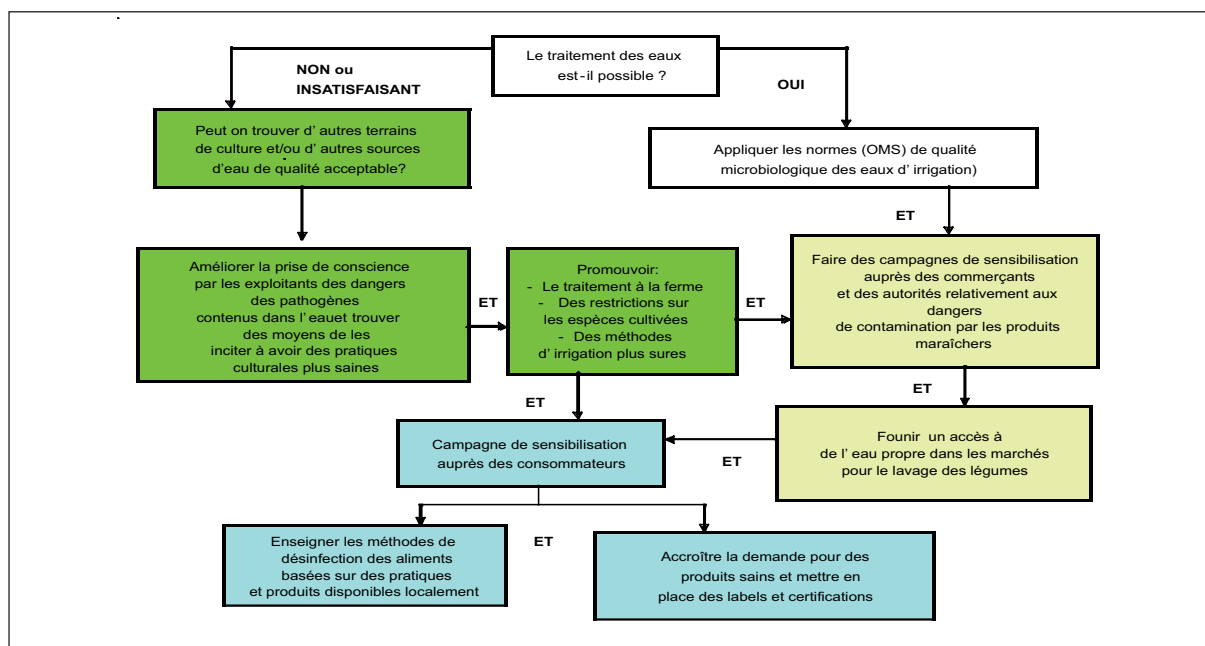 Le traitement des eaux
est-il possible ?
NON ou
INSATISFAISANT
OUI
Peut on trouver d' autres terrains
de culture et/ou d' autres sources
d'eau de qualité acceptable?
Appliquer les normes (OMS) de qualité
microbiologique des eaux d' irrigation)
ET
Améliorer la prise de conscience
par les exploitants des dangers
des pathogènes
contenus dans l'eauet trouver
des moyens de les
inciter à avoir des pratiques
culturales plus saines
ET
Promouvoir:
- Le traitement à la ferme
- Des restrictions sur
les espèces cultivées
- Des méthodes
d' irrigation plus sures
ET
Faire des campagnes de sensibilisation
auprès des commerçants
et des autorités relativement aux
dangers
de contamination par les produits
maraîchers
ET
ET
Campagne de sensibilisation
auprès des consommateurs
ET
Founir un accès à
de l' eau propre dans les marchés
pour le lavage des légumes
Enseigner les méthodes de
désinfection des aliments
basées sur des pratiques
et produits disponibles localement
ET
Accroître la demande pour des
produits sains et mettre en
place des labels et certifications